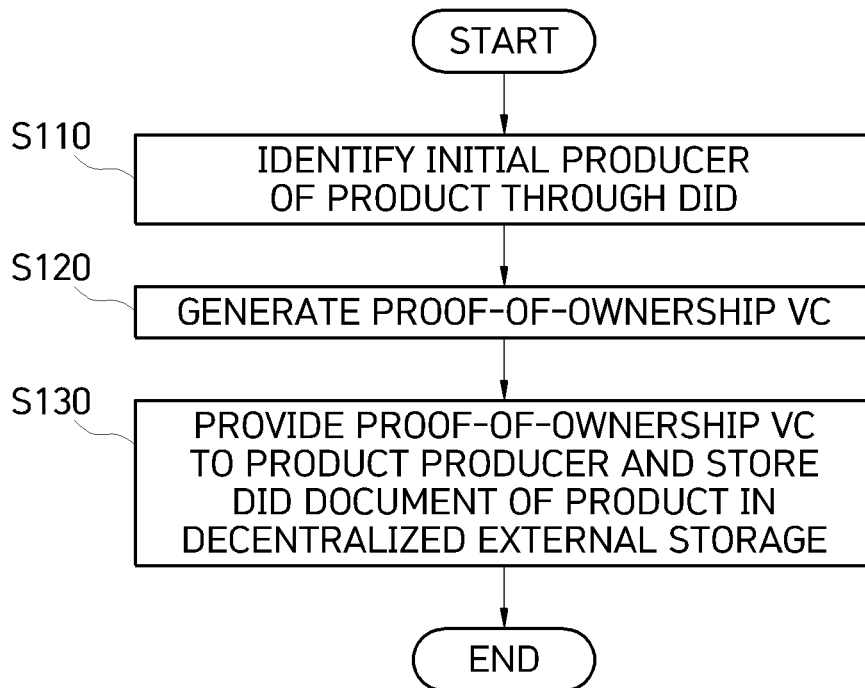 START
S110
IDENTIFY INITIAL PRODUCER
OF PRODUCT THROUGH DID
S120
GENERATE PROOF-OF-OWNERSHIP VC
S130
PROVIDE PROOF-OF-OWNERSHIP VC
TO PRODUCT PRODUCER AND STORE
DID DOCUMENT OF PRODUCT IN
DECENTRALIZED EXTERNAL STORAGE
END